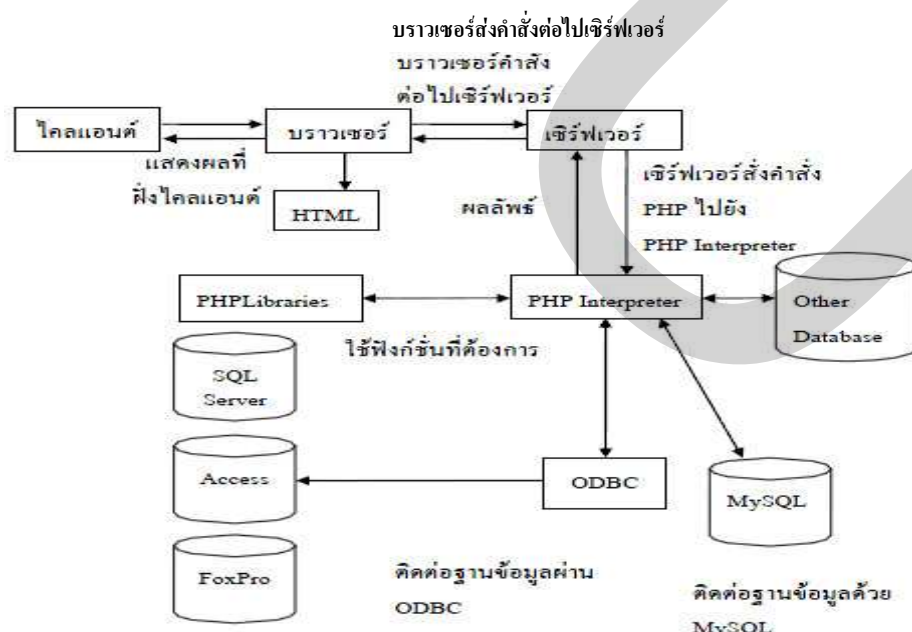 บราวเซอร์ส่งคำสั่งต่อไปเซิร์ฟเวอร์
บราวเซอร์คำสั่ง
ต่อไปเซิร์ฟเวอร์
ไคลแอนต์
บราวเซอร์
เซิร์ฟเวอร์
แสดงผลที่
ฝั่งไคลแอนต์
HTML
ผลลัพธ์
เซิร์ฟเวอร์สั่งคำสั่ง
PHP ไปยัง
PHP Interpreter
PHPLibraries
PHP Interpreter
Other
Database
ใช้ฟังก์ชั่นที่ต้องการ
SQL
Server
Access
ODBC
MySQL
FoxPro
ติดต่อฐานข้อมูลผ่าน
ODBC
ติดต่อฐานข้อมูลด้วย
MySQL